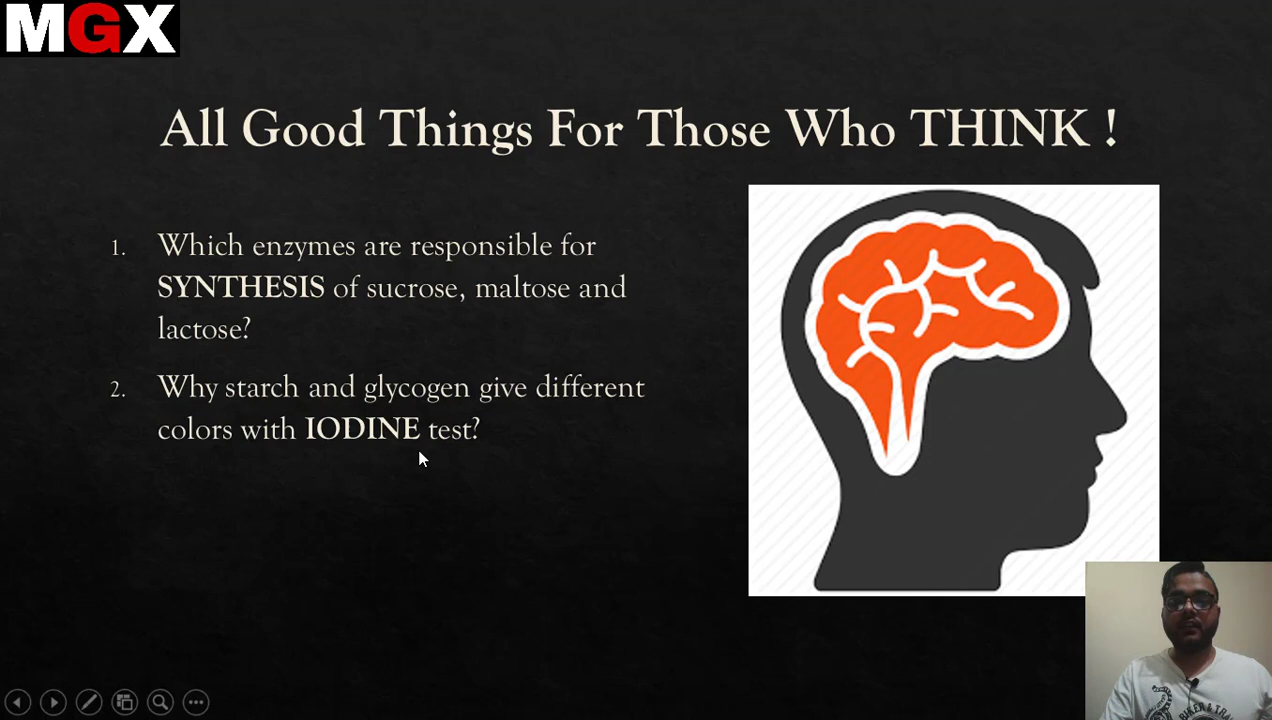 MGX
All Good Things For Those Who THINK !
1. Which enzymes are responsible for
SYNTHESIS of sucrose, maltose and
lactose?
2. Why starch and glycogen give different
colors with IODINE test?